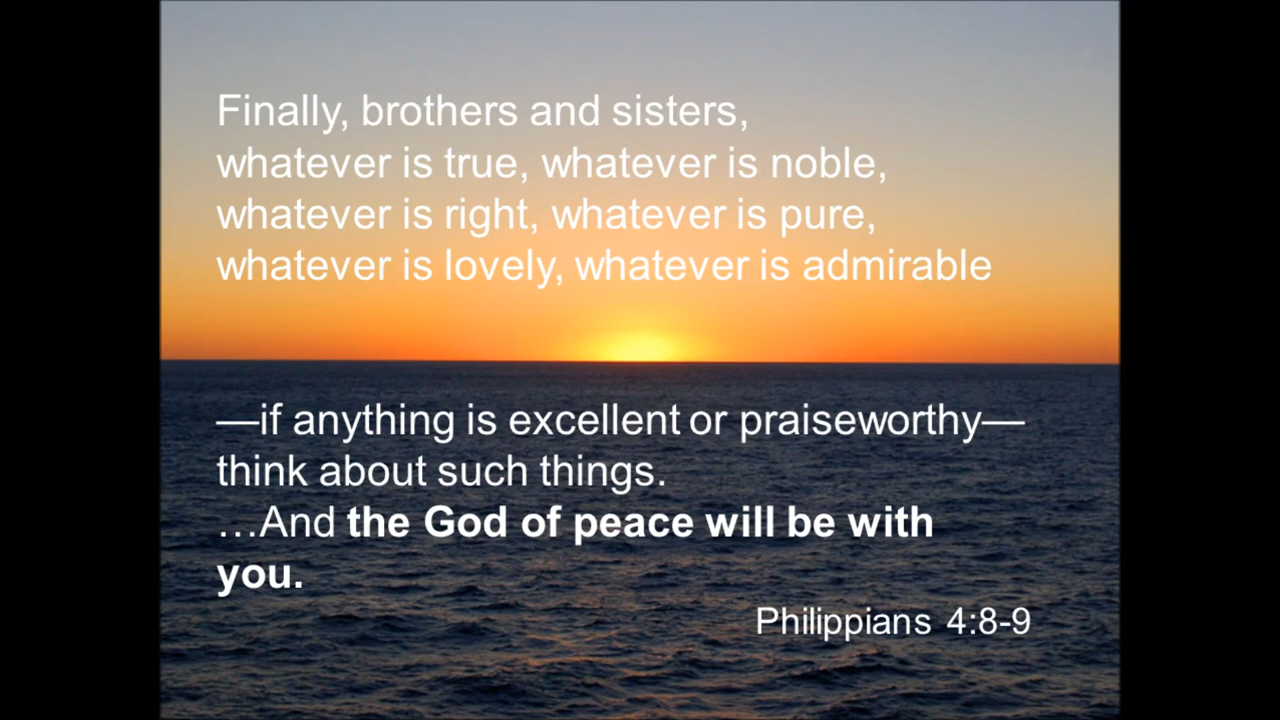 Finally, brothers and sisters,
whatever is true, whatever is noble,
whatever is right, whatever is pure,
whatever is lovely, whatever is admirable
—if anything is excellent or praiseworthy—
think about such things.
…And the God of peace will be with
you.
Philippians 4:8-9